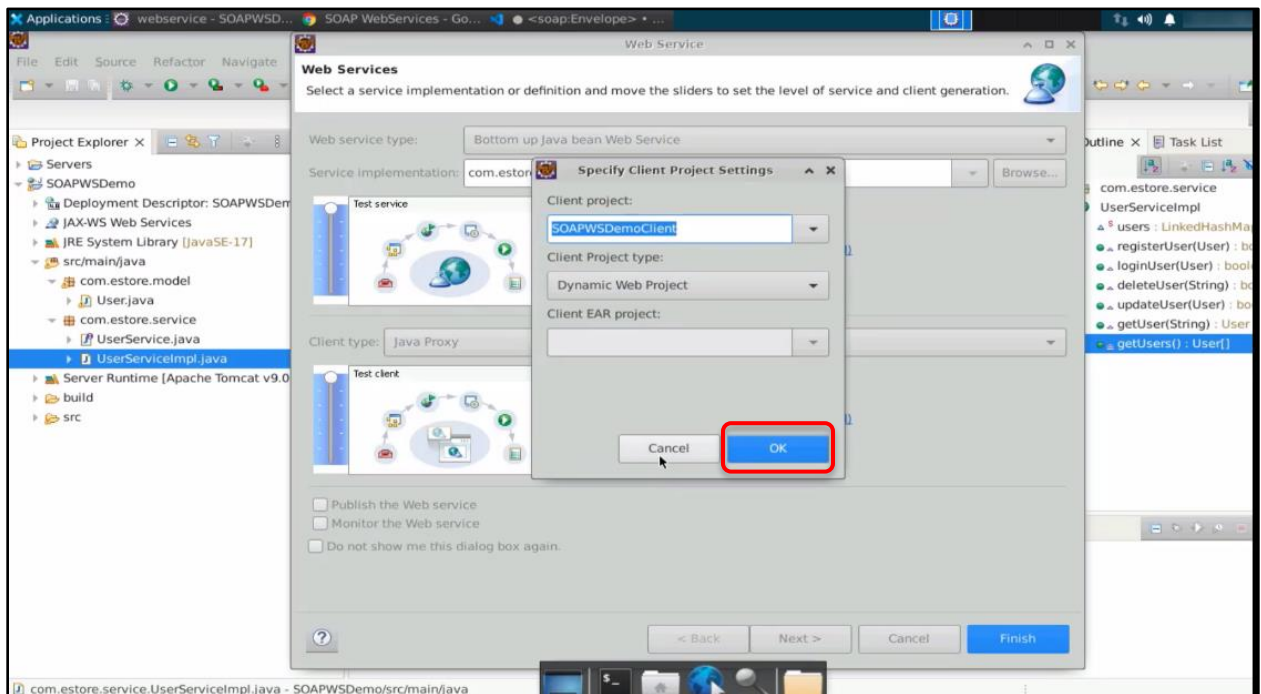 Applications
webservice - SOAPWSD...
SOAP WebServices - Go...
<soap:Envelope> • ...
Web Service
File Edit Source Refactor Navigate
Web Services
Select a service implementation or definition and move the sliders to set the level of service and client generation.
Project Explorer
Servers
SOAPWSDemo
Deployment Descriptor: SOAPWSDem
JAX-WS Web Services
JRE System Library [JavaSE-17]
src/main/java
com.estore.model
User.java
com.estore.service
UserService.java
UserServiceImpl.java
Server Runtime [Apache Tomcat v9.0
build
src
Web service type: Bottom up Java bean Web Service
Service implementation: com.estor
Browse...
Test service
Client type: Java Proxy
Test client
Publish the Web service
Monitor the Web service
Do not show me this dialog box again.
< Back Next > Cancel Finish
Specify Client Project Settings
Client project:
SOAPWSDemoClient
Client Project type:
Dynamic Web Project
Client EAR project:
Cancel OK
Outline Task List
com.estore.service
UserServiceImpl
users : LinkedHashMa
registerUser(User) : bo
loginUser(User) : bool
deleteUser(String) : bo
updateUser(User) : bo
getUser(String) : User
getUsers() : User[]
com.estore.service.UserServiceImpl.java - SOAPWSDemo/src/main/java